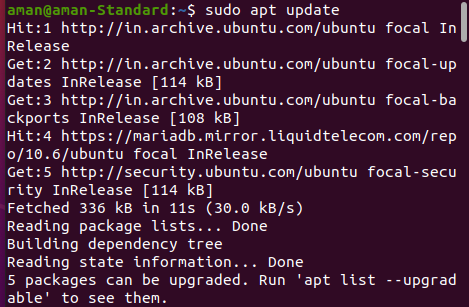 aman@aman-Standard:~$ sudo apt update
Hit:1 http://in.archive.ubuntu.com/ubuntu focal In
Release
Get:2 http://in.archive.ubuntu.com/ubuntu focal-up
dates InRelease [114 kB]
Get:3 http://in.archive.ubuntu.com/ubuntu focal-ba
ckports InRelease [108 kB]
Hit:4 https://mariadb.mirror.liquidtelecom.com/rep
o/10.6/ubuntu focal InRelease
Get:5 http://security.ubuntu.com/ubuntu focal-secu
rity InRelease [114 kB]
Fetched 336 kB in 11s (30.0 kB/s)
Reading package lists... Done
Building dependency tree
Reading state information... Done
5 packages can be upgraded. Run 'apt list --upgrad
able' to see them.